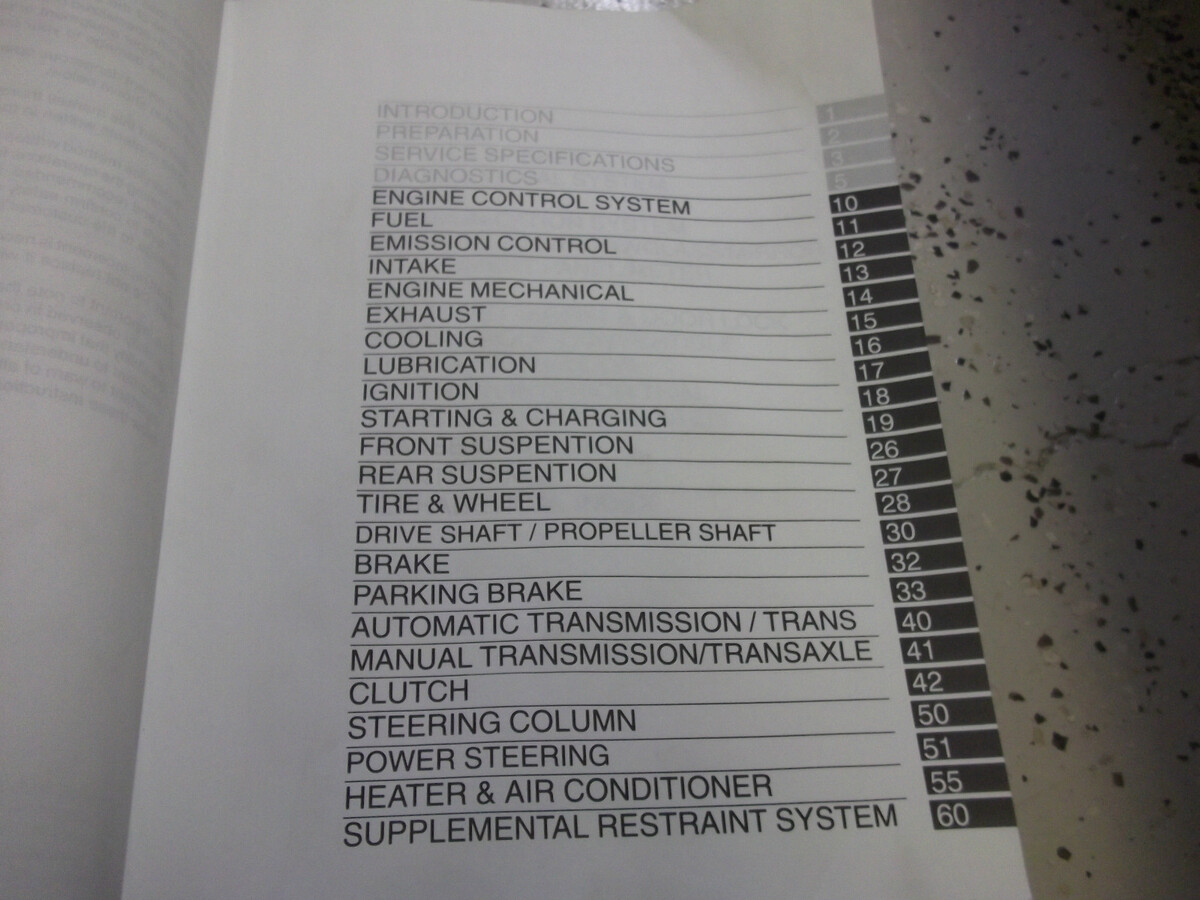 INTRODUCTION 1
PREPARATION 2
SERVICE SPECIFICATIONS 3
DIAGNOSTICS 5
ENGINE CONTROL SYSTEM 10
FUEL 11
EMISSION CONTROL 12
INTAKE 13
ENGINE MECHANICAL 14
EXHAUST 15
COOLING 16
LUBRICATION 17
IGNITION 18
STARTING & CHARGING 19
FRONT SUSPENTION 26
REAR SUSPENTION 27
TIRE & WHEEL 28
DRIVE SHAFT / PROPELLER SHAFT 30
BRAKE 32
PARKING BRAKE 33
AUTOMATIC TRANSMISSION / TRANS 40
MANUAL TRANSMISSION/TRANSAXLE 41
CLUTCH 42
STEERING COLUMN 50
POWER STEERING 51
HEATER & AIR CONDITIONER 55
SUPPLEMENTAL RESTRAINT SYSTEM 60